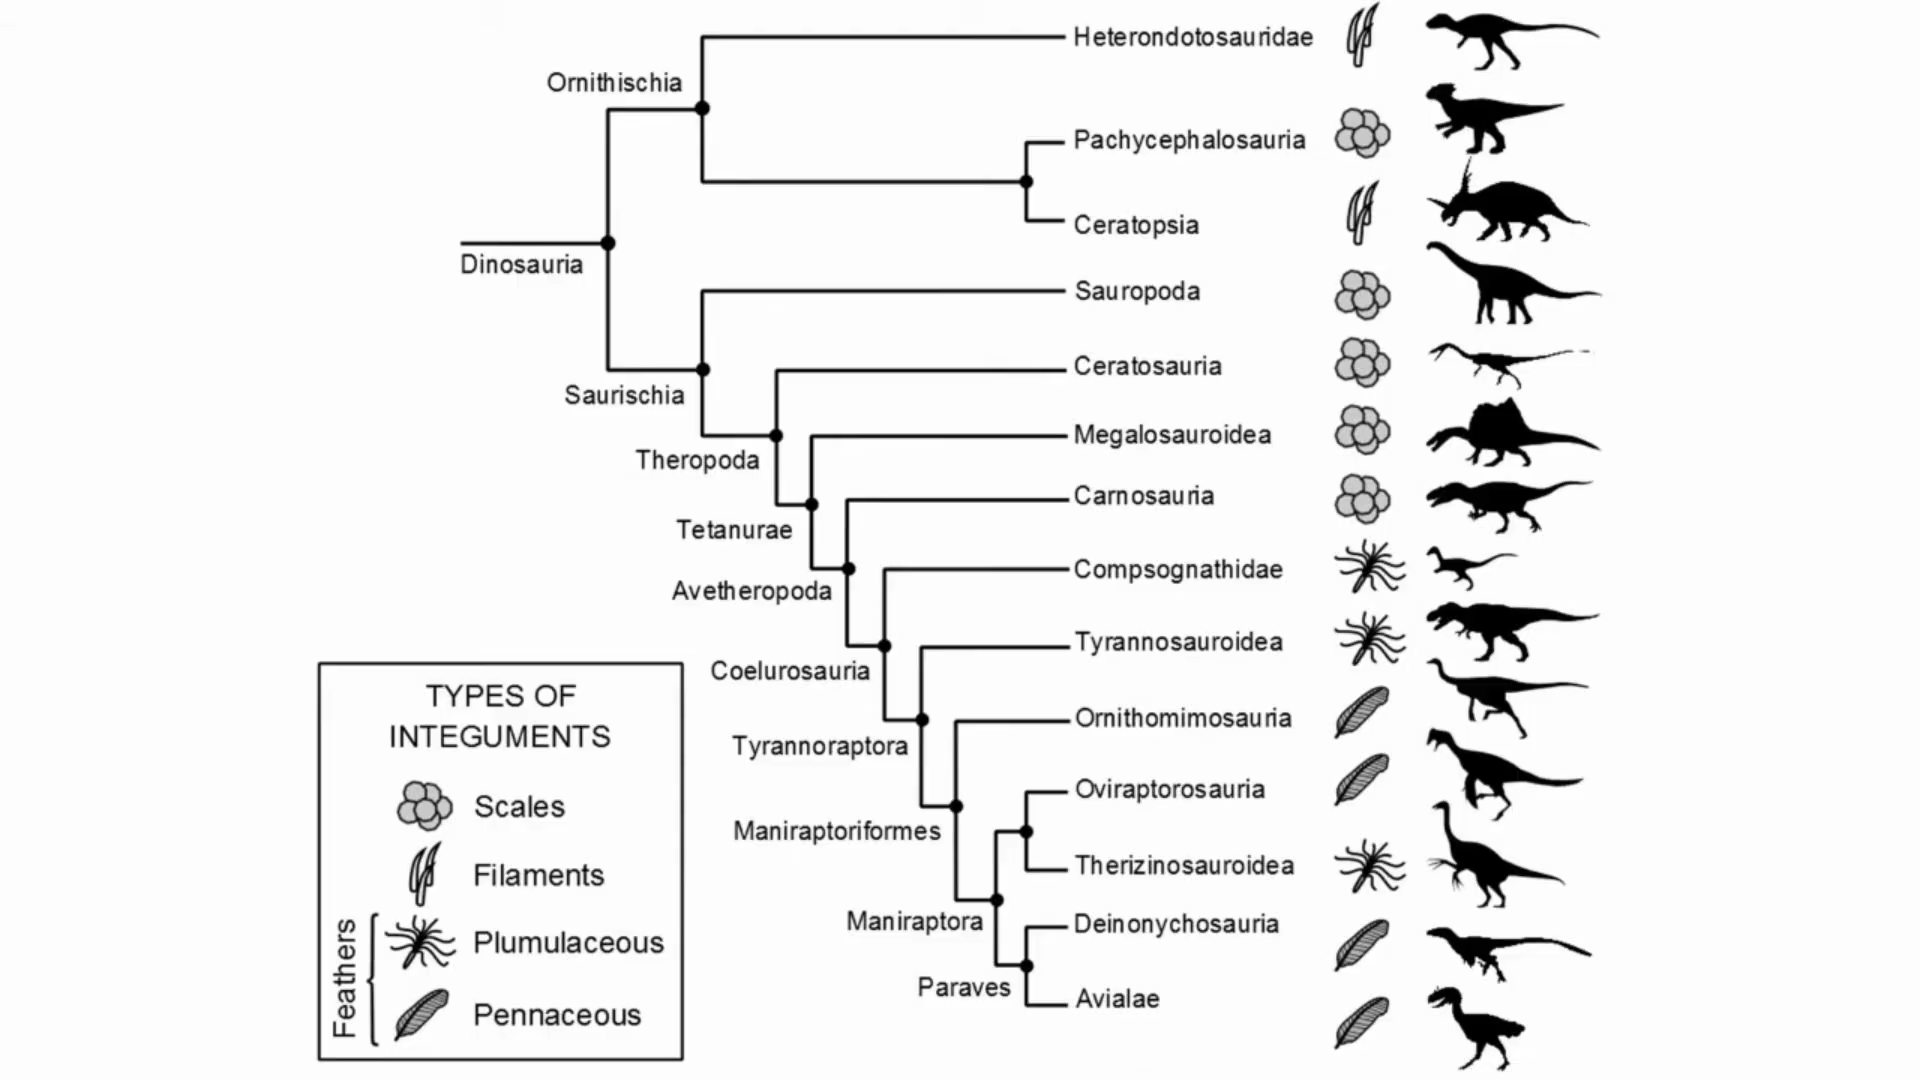 Heterondotosauridae
Ornithischia
Pachycephalosauria
Ceratopsia
Dinosauria
Sauropoda
Ceratosauria
Saurischia
Megalosauroidea
Theropoda
Carnosauria
Tetanurae
Compsognathidae
Avetheropoda
Tyrannosauroidea
Coelurosauria
Ornithomimosauria
Tyrannoraptora
Oviraptorosauria
Maniraptoriformes
Therizinosauroidea
Maniraptora
Deinonychosauria
Paraves
Avialae
TYPES OF
INTEGUMENTS
Scales
Filaments
Feathers
Plumulaceous
Pennaceous